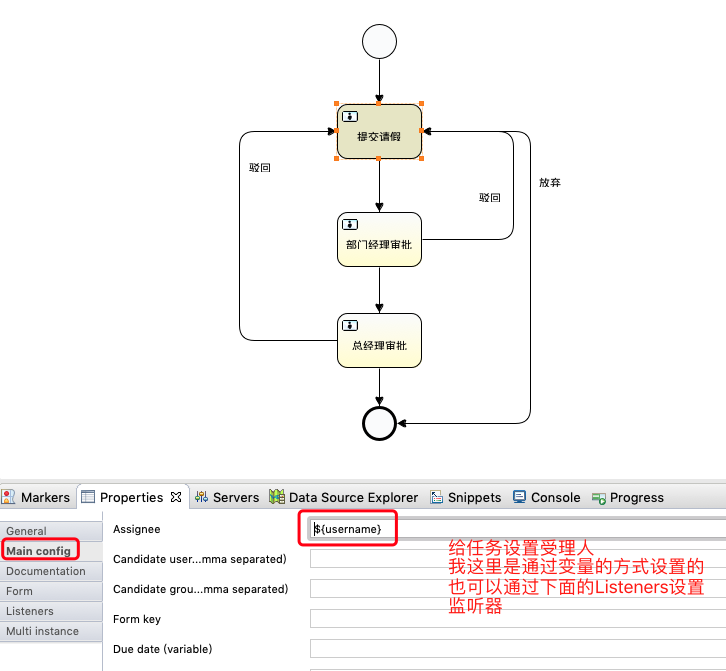 提交请假
驳回
放弃
驳回
部门经理审批
总经理审批
Markers
Properties
Servers
Data Source Explorer
Snippets
Console
Progress
General
Main config
Documentation
Form
Listeners
Multi instance
Assignee
${username}
Candidate user...mma separated)
Candidate grou...mma separated)
Form key
Due date (variable)
给任务设置受理人
我这里是通过变量的方式设置的
也可以通过下面的Listeners设置
监听器